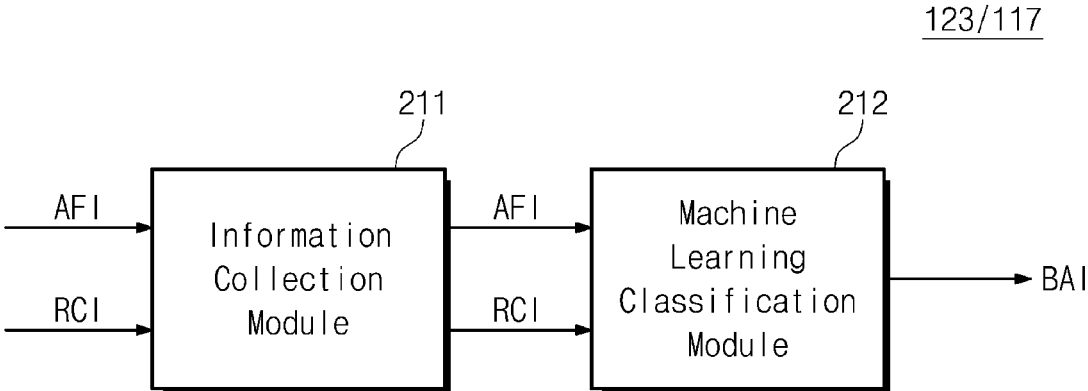 123/117
211
212
AFI
RCI
Information
Collection
Module
AFI
RCI
Machine
Learning
Classification
Module
BAI